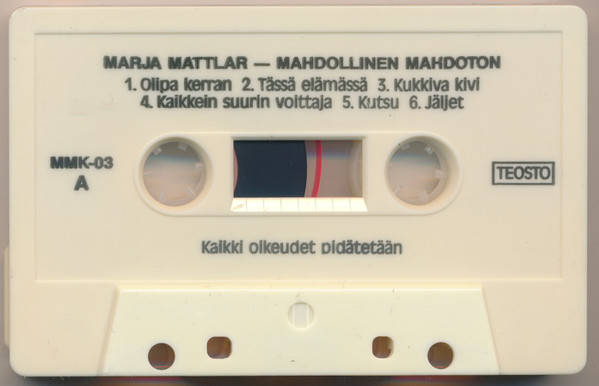 MARJA MATTLAR — MAHDOLLINEN MAHDOTON
1. Olipa kerran 2. Tässä elämässä 3. Kukkiva kivi
4. Kaikkein suurin voittaja 5. Kutsu 6. Jäljet
MMK-03
A
TEOSTO
Kaikki oikeudet pidätetään